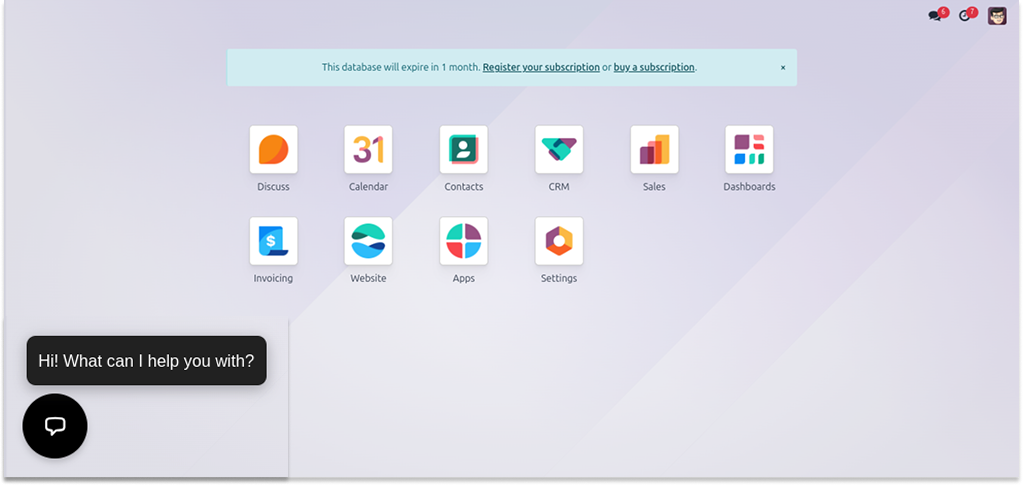 6
7
This database will expire in 1 month. Register your subscription or buy a subscription.
×
Discuss
31
Calendar
Contacts
CRM
Sales
Dashboards
$
Invoicing
Website
Apps
Settings
Hi! What can I help you with?